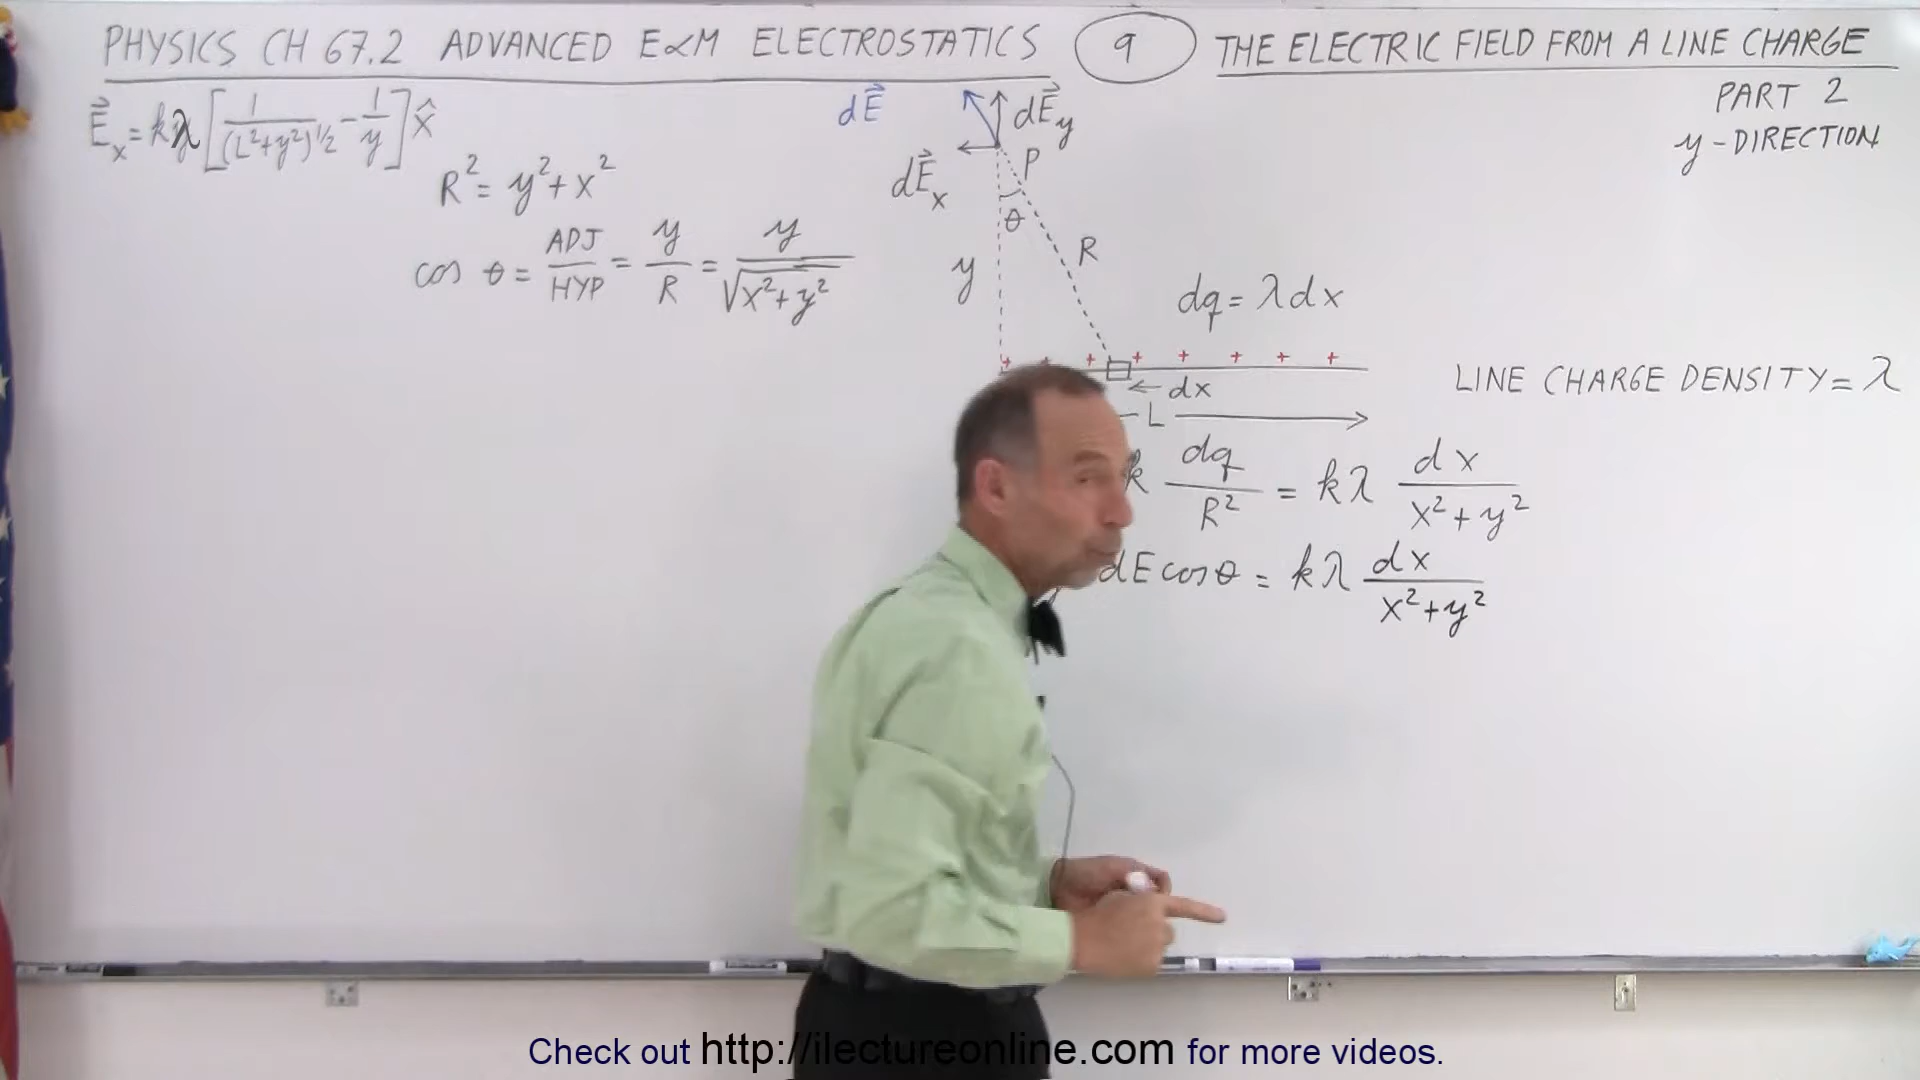 PHYSICS CH 67.2 ADVANCED E&M ELECTROSTATICS 9 THE ELECTRIC FIELD FROM A LINE CHARGE
PART 2
y-DIRECTION
E⃗x = kλ [1/(L²+y²)^1/2 - 1/y] x̂
R² = y² + x²
cos θ = ADJ/HYP = y/R = y/√(x²+y²)
dE⃗
dE⃗y
dE⃗x
P
θ
R
y
dq = λdx
+ + + + + + + +
← dx
L
LINE CHARGE DENSITY = λ
k dq/R² = kλ dx/(x²+y²)
dE cos θ = kλ dx/(x²+y²)
Check out http://ilectureonline.com for more videos.